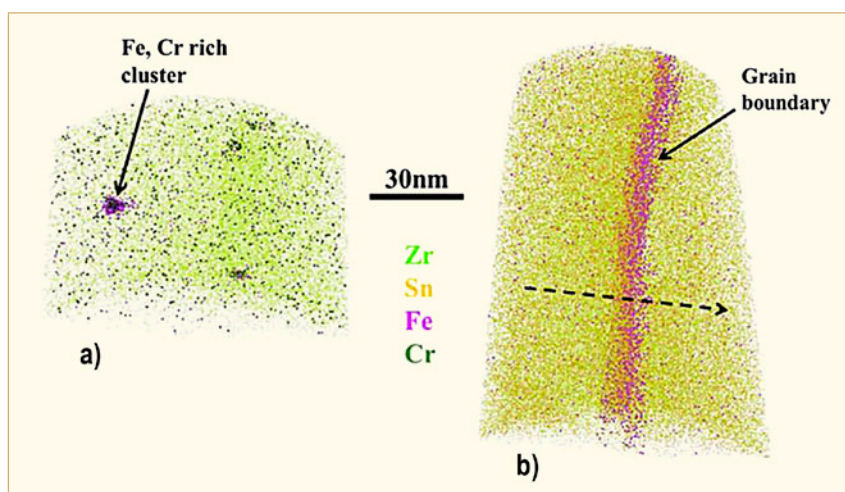 Fe, Cr rich
cluster
Grain
boundary
30nm
Zr
Sn
Fe
Cr
a)
b)